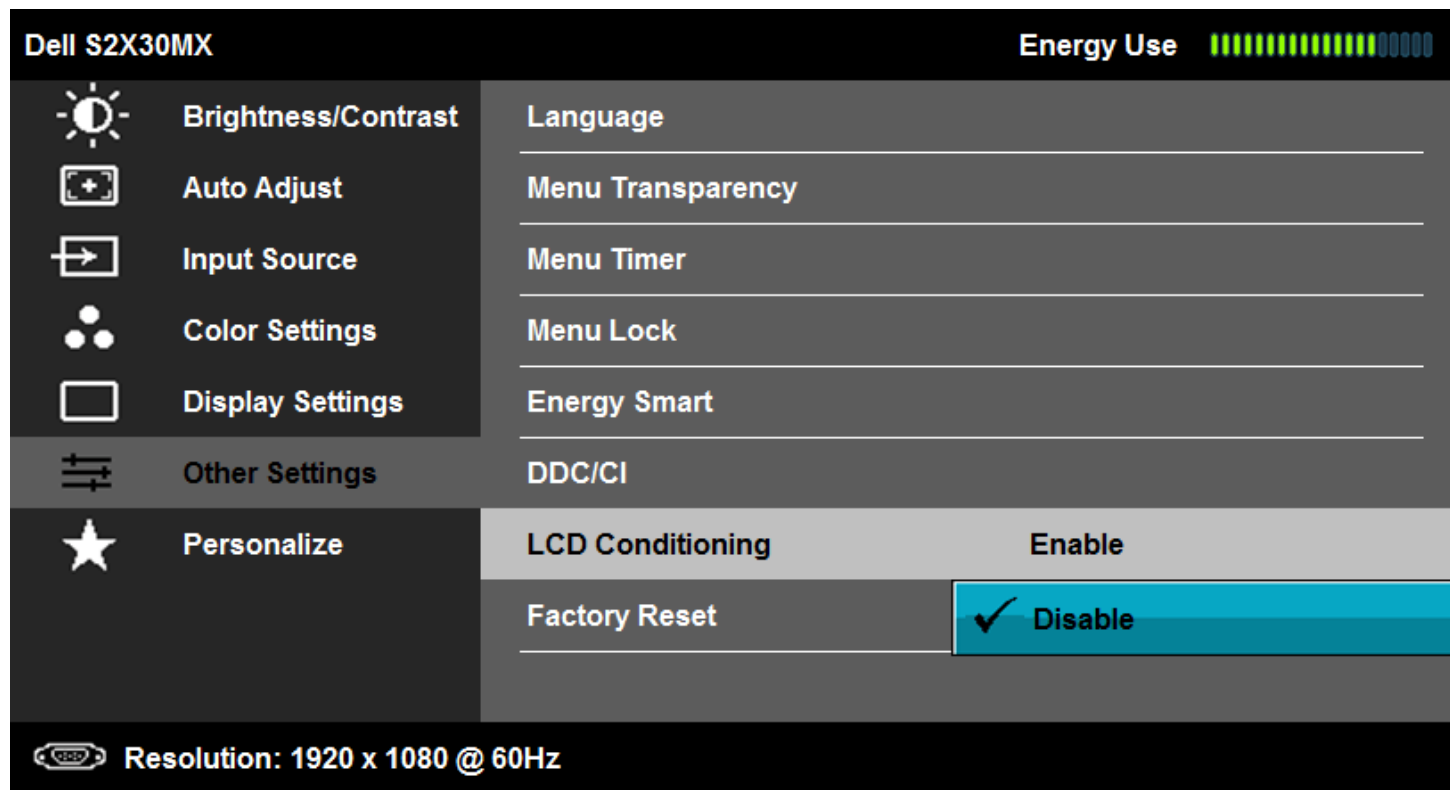 Dell S2X30MX Energy Use
Brightness/Contrast Language
Auto Adjust Menu Transparency
Input Source Menu Timer
Color Settings Menu Lock
Display Settings Energy Smart
Other Settings DDC/CI
Personalize LCD Conditioning Enable
Factory Reset Disable
Resolution: 1920 x 1080 @ 60Hz